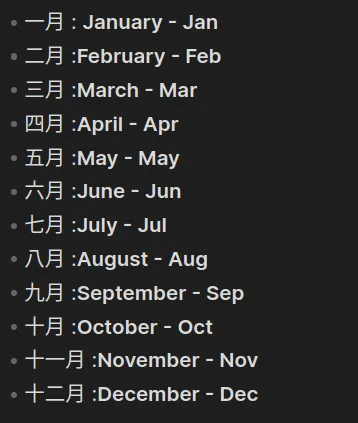 一月 : January - Jan
二月 :February - Feb
三月 :March - Mar
四月 :April - Apr
五月 :May - May
六月 :June - Jun
七月 :July - Jul
八月 :August - Aug
九月 :September - Sep
十月 :October - Oct
十一月 :November - Nov
十二月 :December - Dec